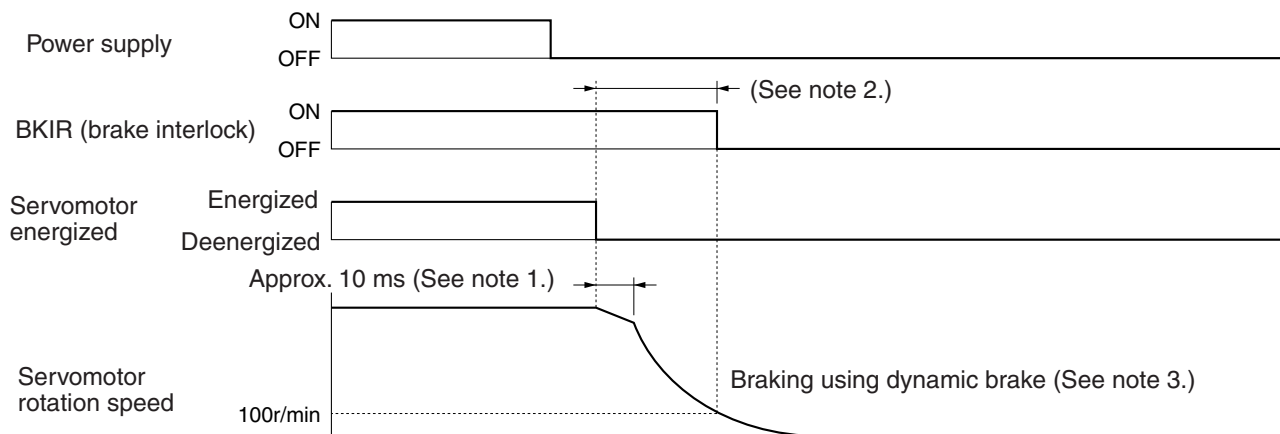 Power supply
ON
OFF
(See note 2.)
BKIR (brake interlock)
ON
OFF
Servomotor
energized
Energized
Deenergized
Approx. 10 ms (See note 1.)
Servomotor
rotation speed
Braking using dynamic brake (See note 3.)
100r/min